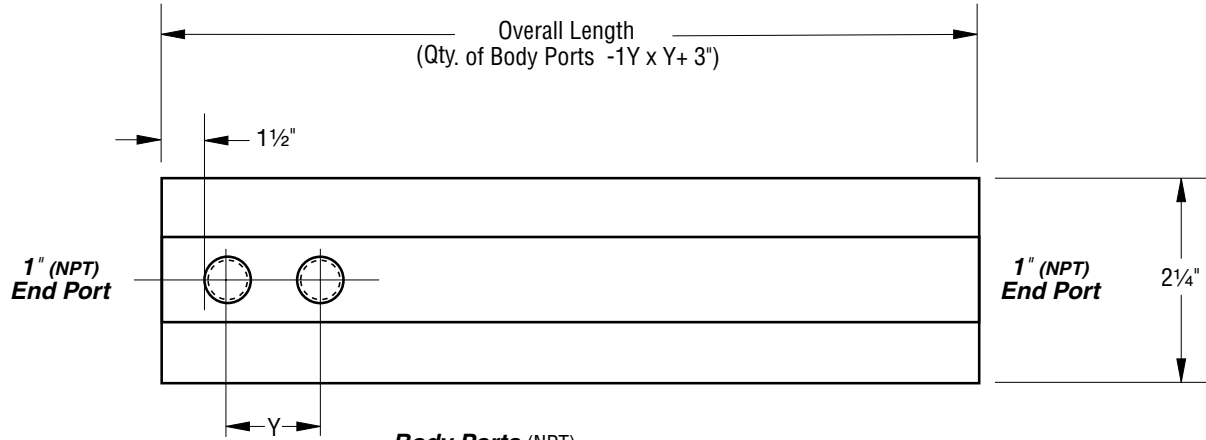 Overall Length
(Qty. of Body Ports -1Y x Y+ 3")
1½"
1" (NPT)
End Port
1" (NPT)
End Port
2¼"
Y
Body Ports (NPT)